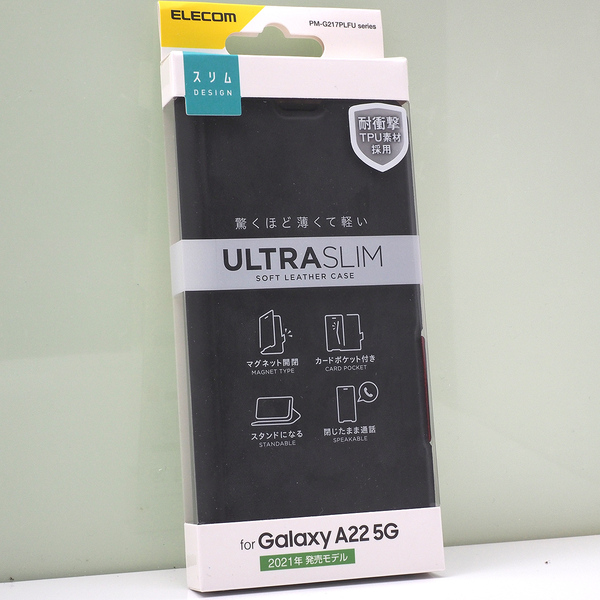 ELECOM
PM-G217PLFU series
スリム
DESIGN
耐衝撃
TPU素材
採用
驚くほど薄くて軽い
ULTRASLIM
SOFT LEATHER CASE
マグネット開閉
MAGNET TYPE
カードポケット付き
CARD POCKET
スタンドになる
STANDABLE
閉じたまま通話
SPEAKABLE
for Galaxy A22 5G
2021年 発売モデル